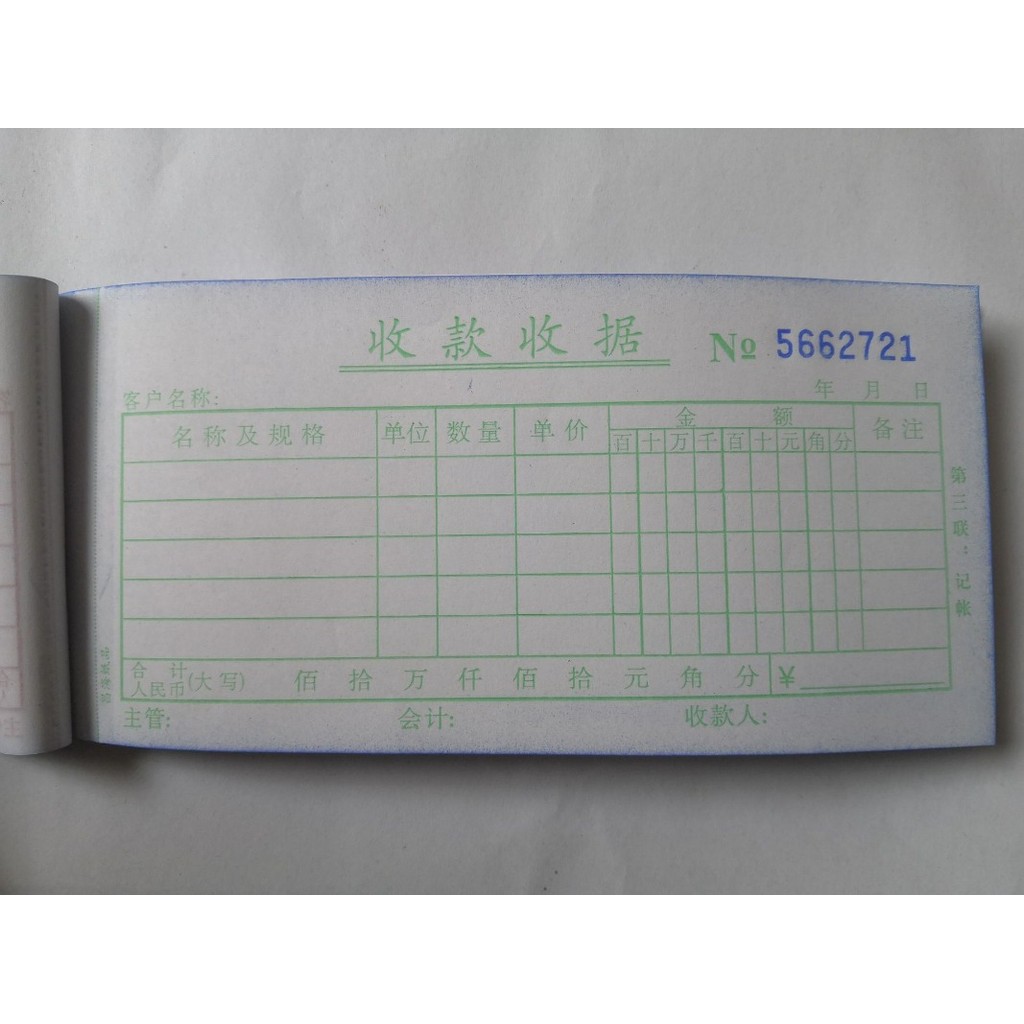 收款收据 № 5662721
客户名称: 年 月 日
名称及规格 单位 数量 单价 金额 备注
百 十 万 千 百 十 元 角 分
合计
人民币(大写) 佰 拾 万 仟 佰 拾 元 角 分 ¥
主管: 会计: 收款人:
第三联:记帐